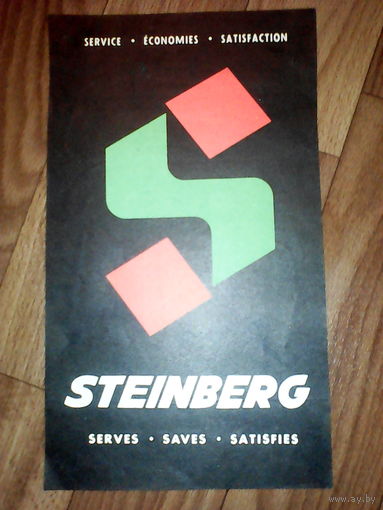 SERVICE • ÉCONOMIES • SATISFACTION
STEINBERG
SERVES • SAVES • SATISFIES
www.ay.by